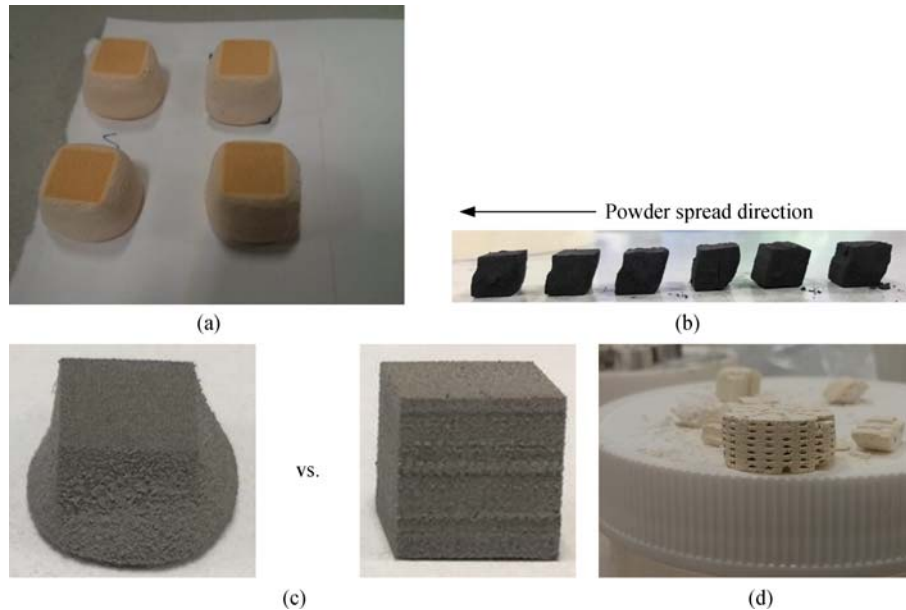 Powder spread direction
(a)
(b)
vs.
(c)
(d)